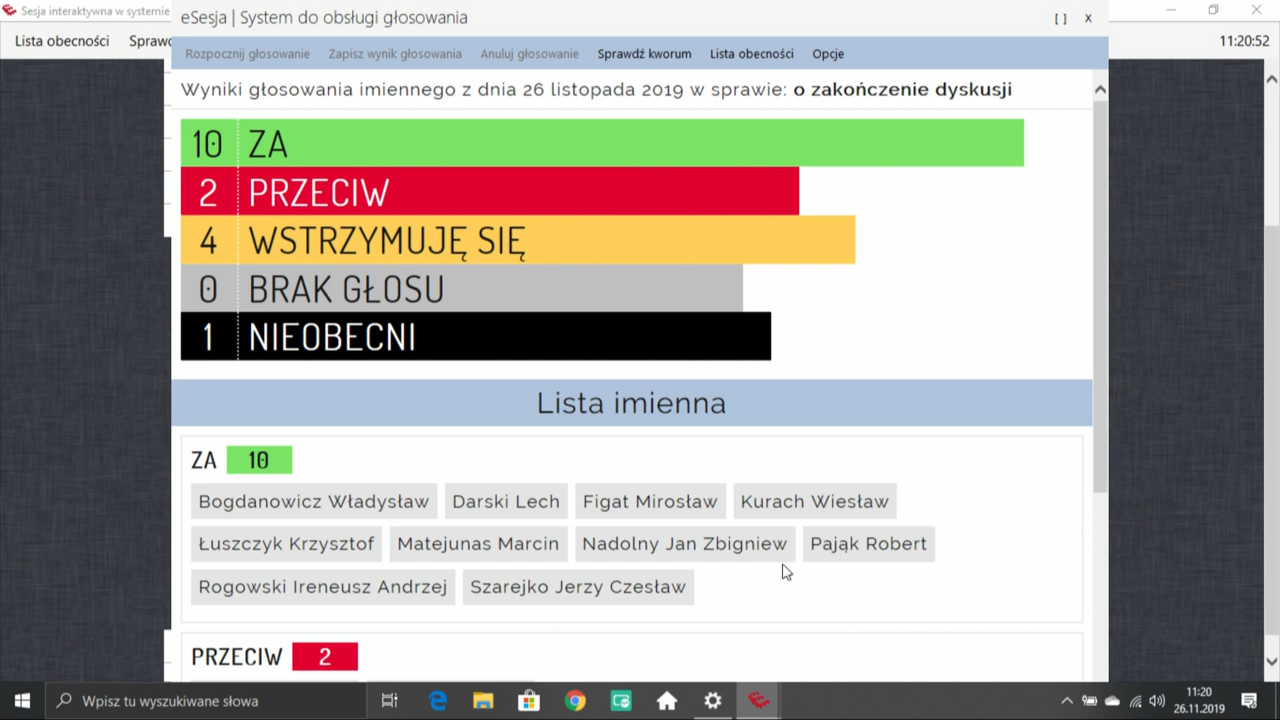 Sesja interaktywna w systemie
eSesja | System do obsługi głosowania
[ ] x
Lista obecności
Rozpocznij głosowanie Zapisz wynik głosowania Anuluj głosowanie Sprawdź kworum Lista obecności Opcje
11:20:52
Wyniki głosowania imiennego z dnia 26 listopada 2019 w sprawie: o zakończenie dyskusji
10 ZA
2 PRZECIW
4 WSTRZYMUJĘ SIĘ
0 BRAK GŁOSU
1 NIEOBECNI
Lista imienna
ZA 10
Bogdanowicz Władysław Darski Lech Figat Mirosław Kurach Wiesław
Łuszczyk Krzysztof Matejunas Marcin Nadolny Jan Zbigniew Pająk Robert
Rogowski Ireneusz Andrzej Szarejko Jerzy Czesław
PRZECIW 2
Wpisz tu wyszukiwane słowa
11:20
26.11.2019